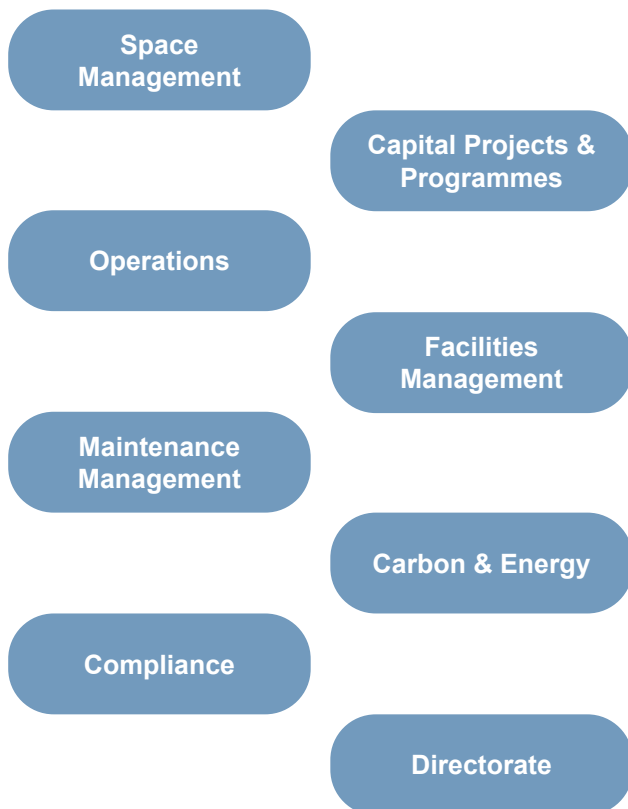 Space
Management
Capital Projects &
Programmes
Operations
Facilities
Management
Maintenance
Management
Carbon & Energy
Compliance
Directorate